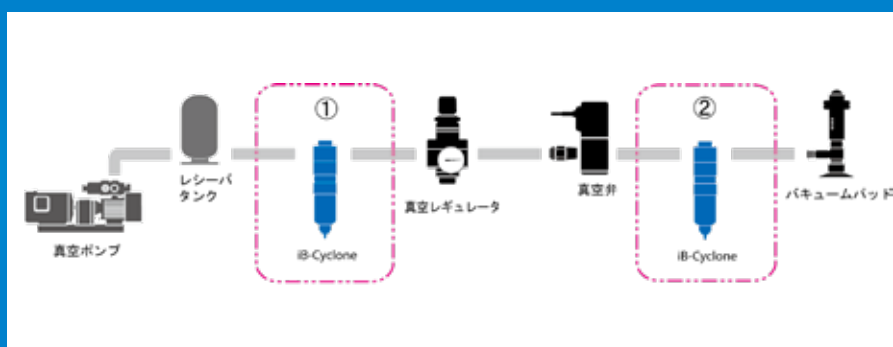 ①
②
レシーバ
タンク
真空レギュレータ
真空弁
バキュームパッド
真空ポンプ
iB-Cyclone
iB-Cyclone